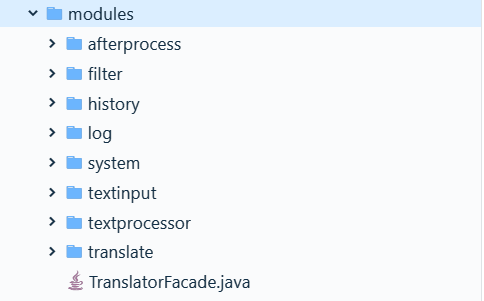 modules
afterprocess
filter
history
log
system
textinput
textprocessor
translate
TranslatorFacade.java